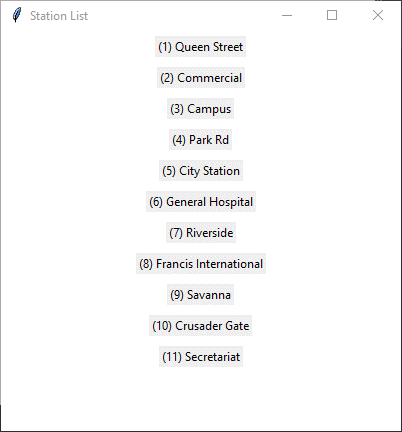 Station List
(1) Queen Street
(2) Commercial
(3) Campus
(4) Park Rd
(5) City Station
(6) General Hospital
(7) Riverside
(8) Francis International
(9) Savanna
(10) Crusader Gate
(11) Secretariat